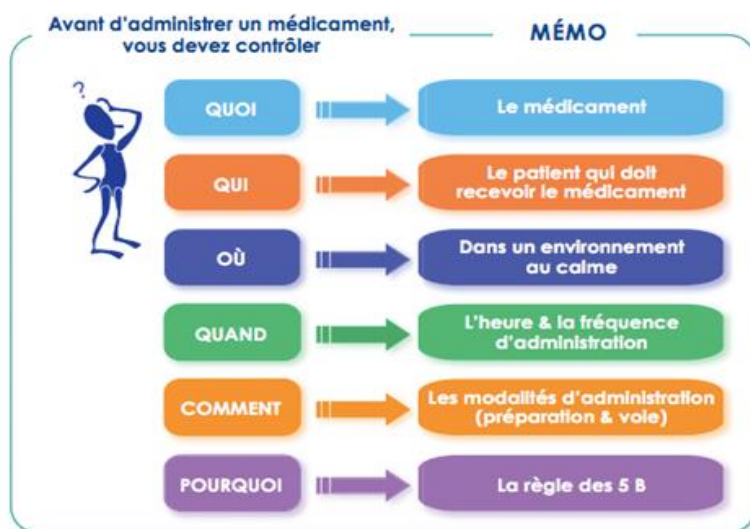 Avant d'administrer un médicament,
vous devez contrôler
MÉMO
?
QUOI
Le médicament
QUI
Le patient qui doit
recevoir le médicament
OÙ
Dans un environnement
au calme
QUAND
L'heure & la fréquence
d'administration
COMMENT
Les modalités d'administration
(préparation & voie)
POURQUOI
La règle des 5 B